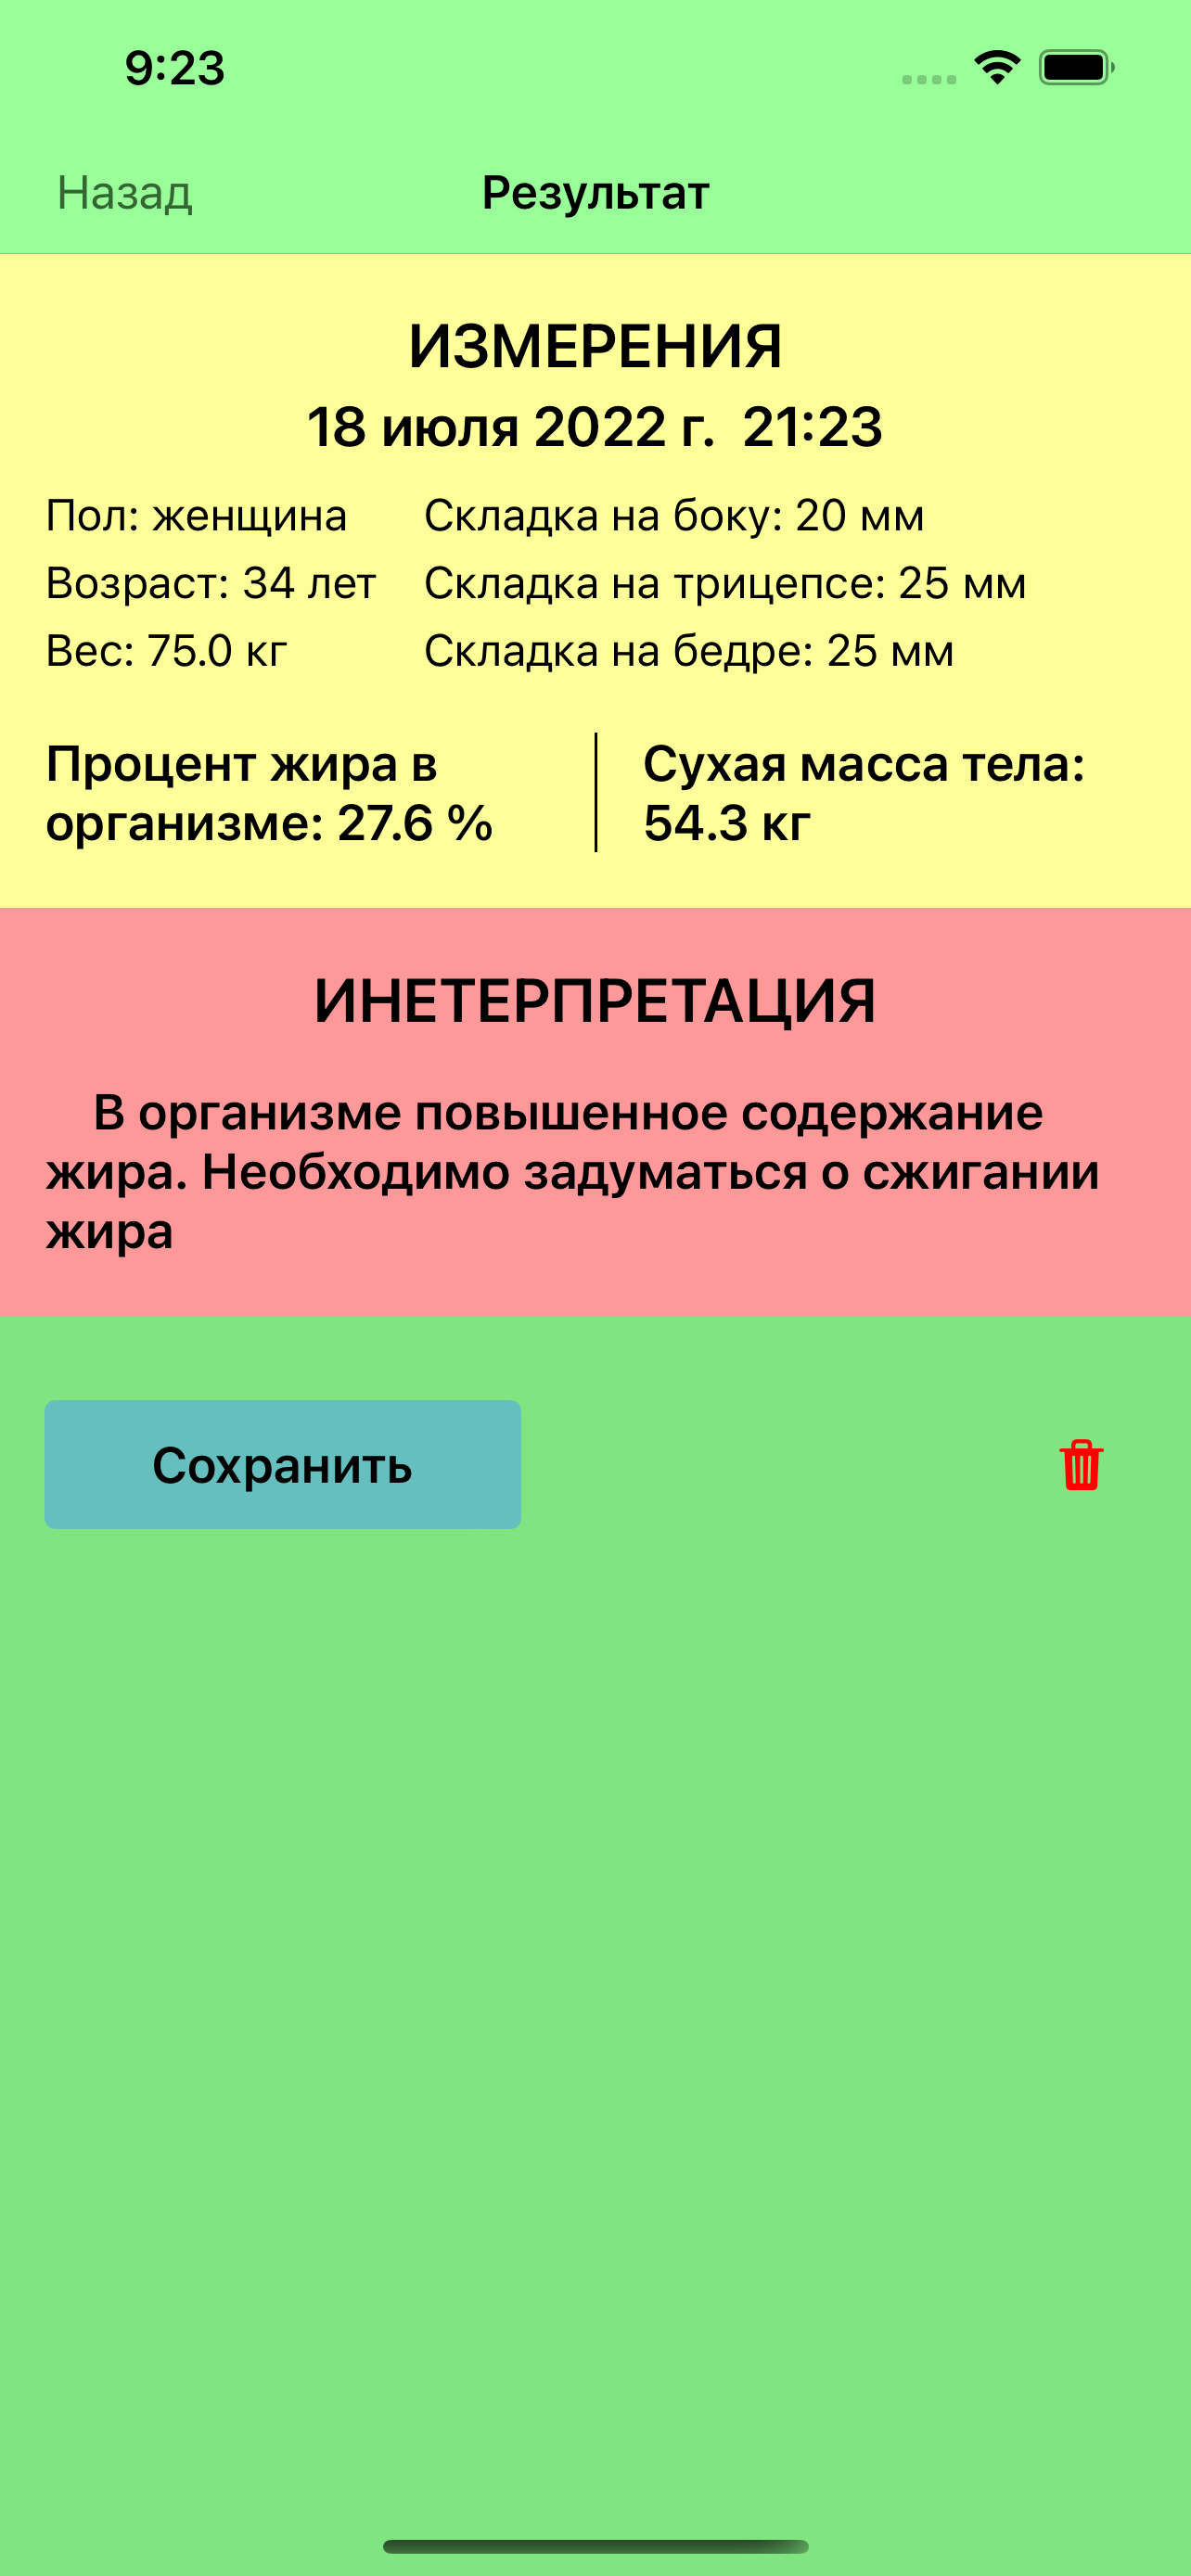 9:23
Назад
Результат
ИЗМЕРЕНИЯ
18 июля 2022 г. 21:23
Пол: женщина
Складка на боку: 20 мм
Возраст: 34 лет
Складка на трицепсе: 25 мм
Вес: 75.0 кг
Складка на бедре: 25 мм
Процент жира в
организме: 27.6 %
Сухая масса тела:
54.3 кг
ИНЕТЕРПРЕТАЦИЯ
В организме повышенное содержание
жира. Необходимо задуматься о сжигании
жира
Сохранить